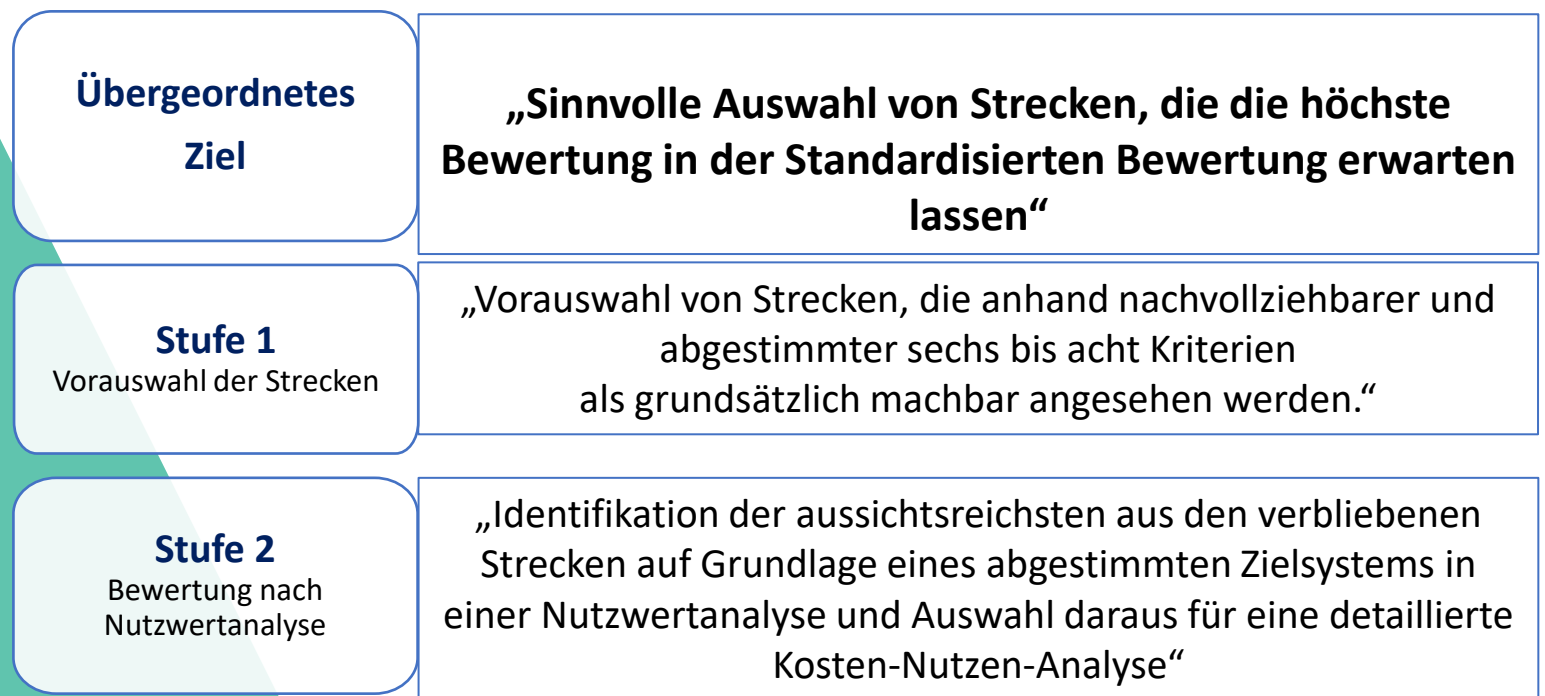 Übergeordnetes
Ziel
„Sinnvolle Auswahl von Strecken, die die höchste
Bewertung in der Standardisierten Bewertung erwarten
lassen“
Stufe 1
Vorauswahl der Strecken
„Vorauswahl von Strecken, die anhand nachvollziehbarer und
abgestimmter sechs bis acht Kriterien
als grundsätzlich machbar angesehen werden.“
Stufe 2
Bewertung nach
Nutzwertanalyse
„Identifikation der aussichtsreichsten aus den verbliebenen
Strecken auf Grundlage eines abgestimmten Zielsystems in
einer Nutzwertanalyse und Auswahl daraus für eine detaillierte
Kosten-Nutzen-Analyse“